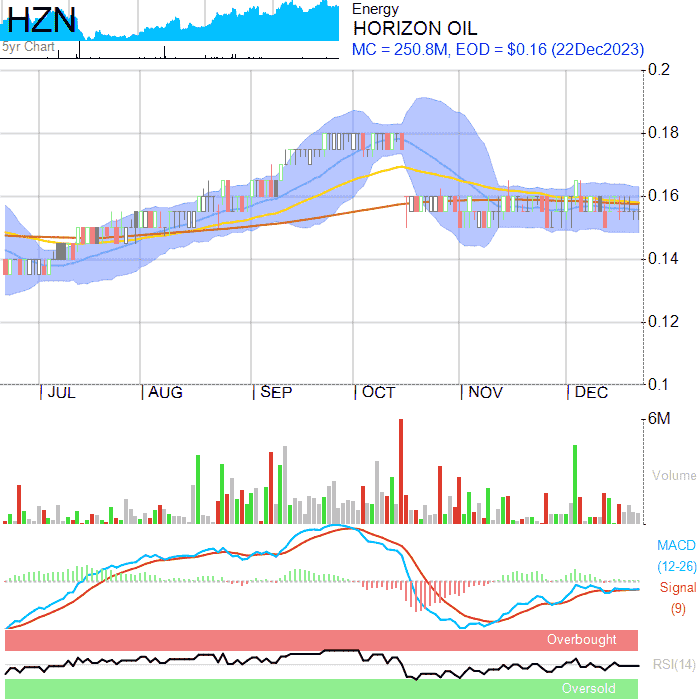 HZN
5yr Chart
Energy
HORIZON OIL
MC = 250.8M, EOD = $0.16 (22Dec2023)
0.2
0.18
0.16
0.14
0.12
0.1
JUL AUG SEP OCT NOV DEC
6M
Volume
MACD
(12-26)
Signal
(9)
Overbought
RSI(14)
Oversold